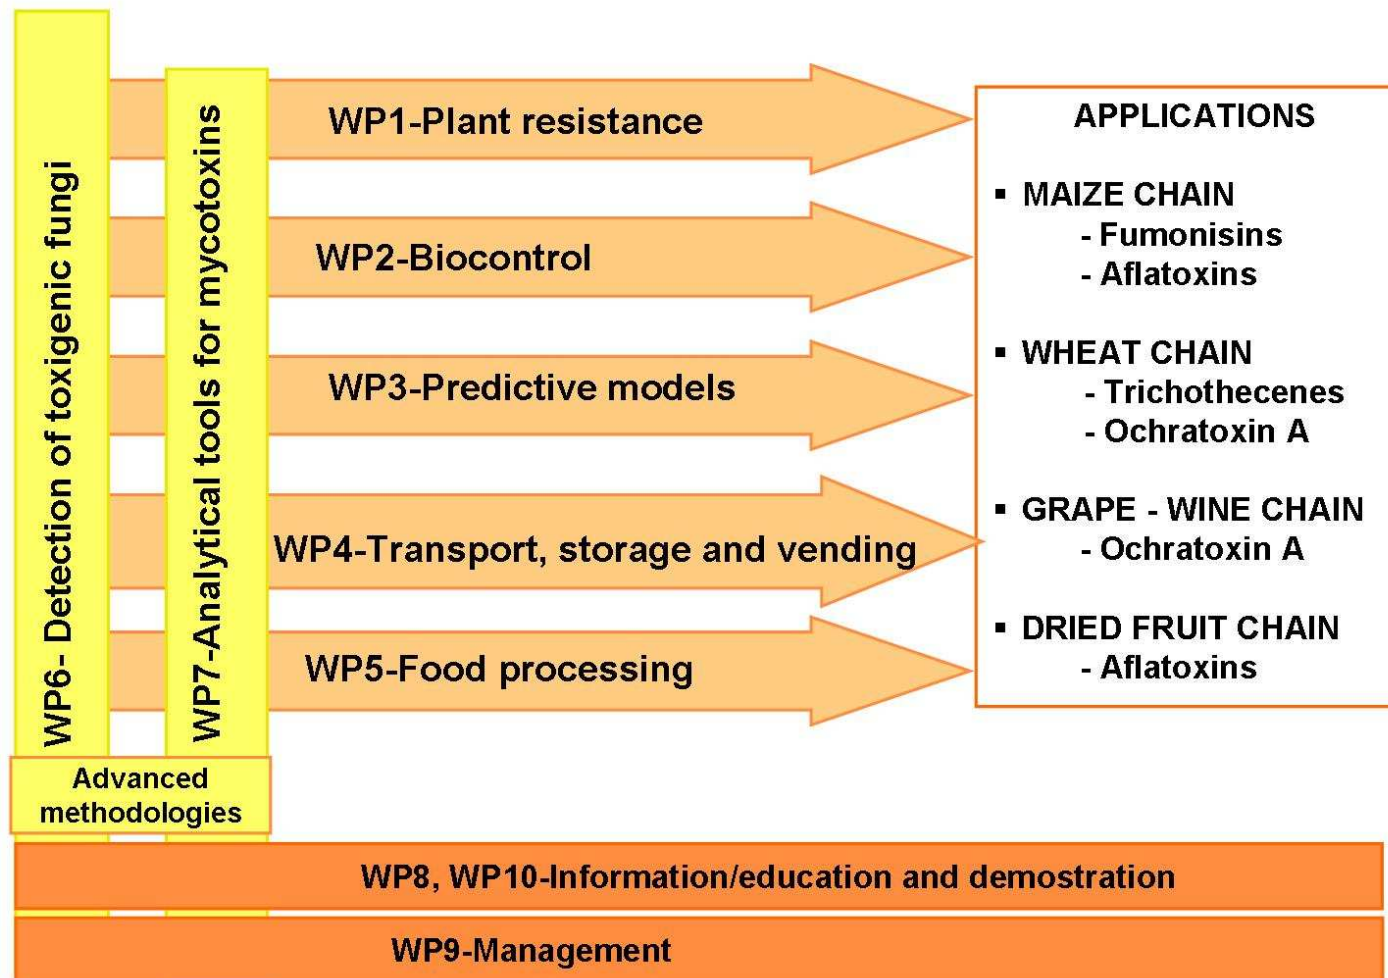 WP6- Detection of toxigenic fungi
WP7-Analytical tools for mycotoxins
WP1-Plant resistance
WP2-Biocontrol
WP3-Predictive models
WP4-Transport, storage and vending
WP5-Food processing
APPLICATIONS
▪ MAIZE CHAIN
- Fumonisins
- Aflatoxins
▪ WHEAT CHAIN
- Trichothecenes
- Ochratoxin A
▪ GRAPE - WINE CHAIN
- Ochratoxin A
▪ DRIED FRUIT CHAIN
- Aflatoxins
Advanced
methodologies
WP8, WP10-Information/education and demostration
WP9-Management